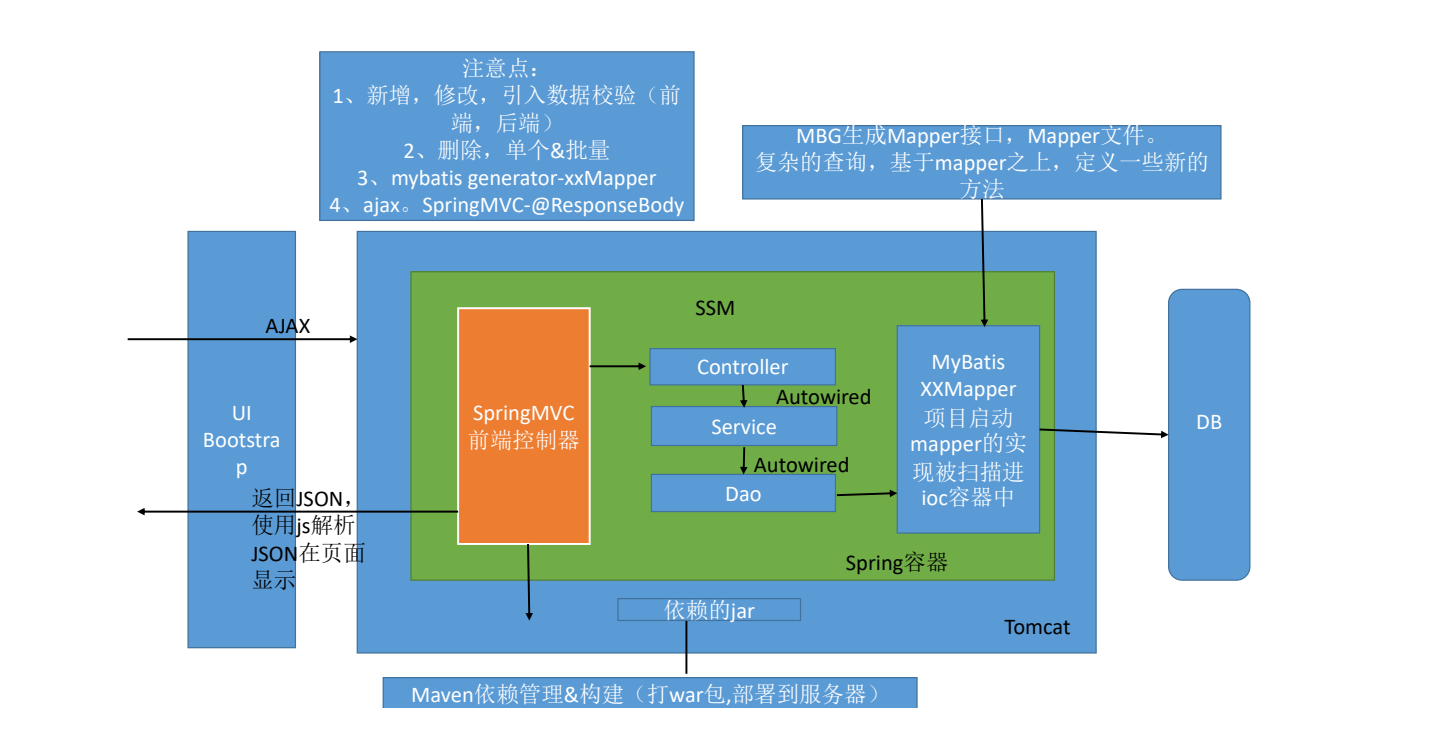 注意点：
1、新增，修改，引入数据校验（前
端，后端）
2、删除，单个&批量
3、mybatis generator-xxMapper
4、ajax。SpringMVC-@ResponseBody
MBG生成Mapper接口，Mapper文件。
复杂的查询，基于mapper之上，定义一些新的
方法
AJAX
UI
Bootstra
p
返回JSON，
使用js解析
JSON在页面
显示
SSM
SpringMVC
前端控制器
Controller
Autowired
Service
Autowired
Dao
MyBatis
XXMapper
项目启动
mapper的实
现被扫描进
ioc容器中
DB
Spring容器
依赖的jar
Tomcat
Maven依赖管理&构建（打war包,部署到服务器）